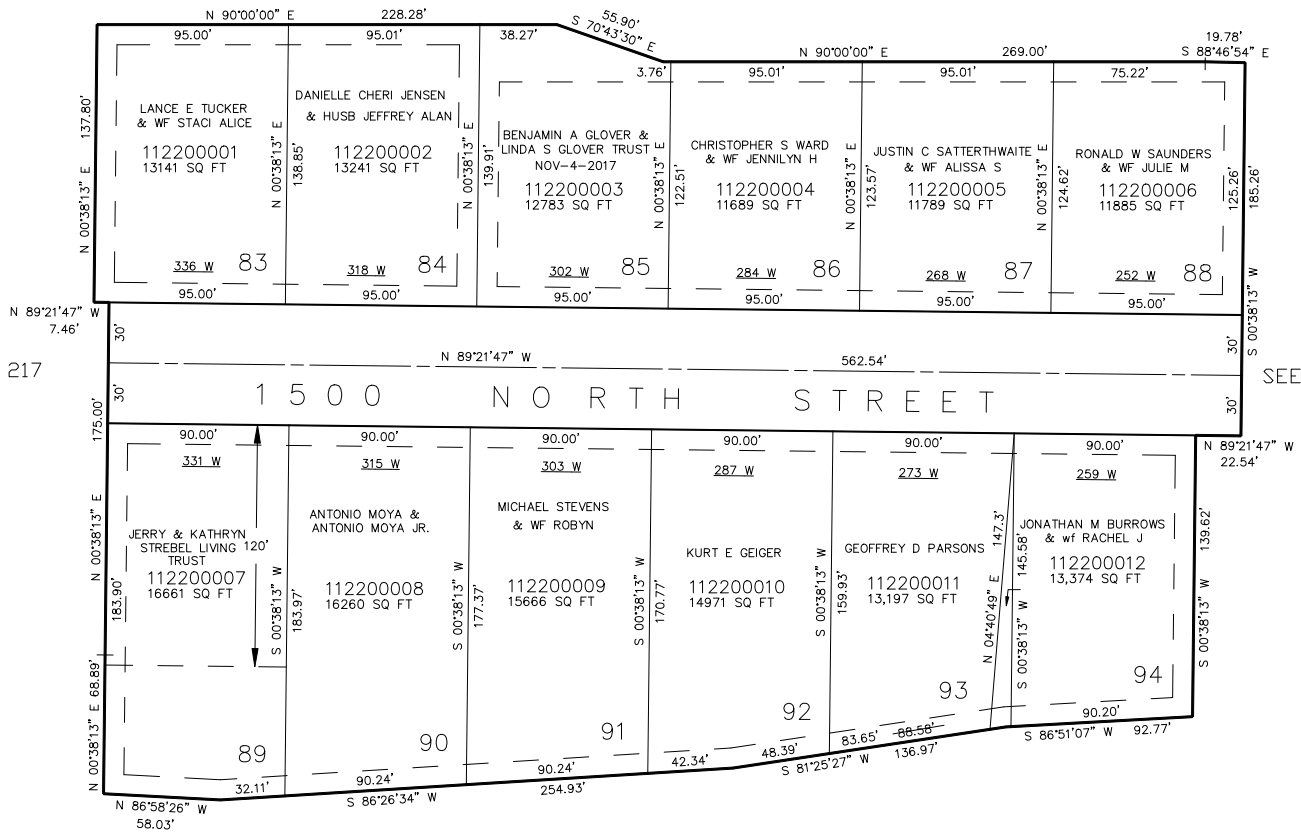 N 90°00'00" E 228.28'
55.90'
S 70°43'30" E
N 90°00'00" E 269.00'
19.78'
S 88°46'54" E
95.00' 95.01' 38.27' 3.76' 95.01' 95.01' 75.22'
N 00°38'13" E 137.80'
LANCE E TUCKER
& WF STACI ALICE
112200001
13141 SQ FT
336 W 83
95.00'
N 00°38'13" E
138.85'
DANIELLE CHERI JENSEN
& HUSB JEFFREY ALAN
112200002
13241 SQ FT
318 W 84
95.00'
N 00°38'13" E
139.91'
BENJAMIN A GLOVER &
LINDA S GLOVER TRUST
NOV-4-2017
112200003
12783 SQ FT
302 W 85
95.00'
N 00°38'13" E
122.51'
CHRISTOPHER S WARD
& WF JENNILYN H
112200004
11689 SQ FT
284 W 86
95.00'
N 00°38'13" E
123.57'
JUSTIN C SATTERTHWAITE
& WF ALISSA S
112200005
11789 SQ FT
268 W 87
95.00'
N 00°38'13" E
124.62'
RONALD W SAUNDERS
& WF JULIE M
112200006
11885 SQ FT
252 W 88
95.00'
125.26'
185.26'
S 00°38'13" W
N 89°21'47" W
7.46'
30' 30'
N 89°21'47" W 562.54'
217 SEE
30' 30'
1500 NORTH STREET
175.00'
N 89°21'47" W
22.54'
90.00' 90.00' 90.00' 90.00' 90.00' 90.00'
N 00°38'13" E
331 W
JERRY & KATHRYN
STREBEL LIVING
TRUST
120'
112200007
16661 SQ FT
183.90'
N 00°38'13" E 68.89'
89
32.11'
S 00°38'13" W
183.97'
315 W
ANTONIO MOYA &
ANTONIO MOYA JR.
112200008
16260 SQ FT
90
90.24'
S 00°38'13" W
177.37'
303 W
MICHAEL STEVENS
& WF ROBYN
112200009
15666 SQ FT
91
90.24'
S 00°38'13" W
170.77'
287 W
KURT E GEIGER
112200010
14971 SQ FT
92
42.34' 48.39'
S 00°38'13" W
159.93'
273 W
GEOFFREY D PARSONS
112200011
13,197 SQ FT
93
83.65' 88.58'
136.97'
N 04°40'49" E
147.3'
S 00°38'13" W
145.58'
259 W
JONATHAN M BURROWS
& wf RACHEL J
112200012
13,374 SQ FT
94
90.20'
139.62'
S 00°38'13" W
N 86°58'26" W
58.03'
S 86°26'34" W 254.93'
S 81°25'27" W
S 86°51'07" W 92.77'